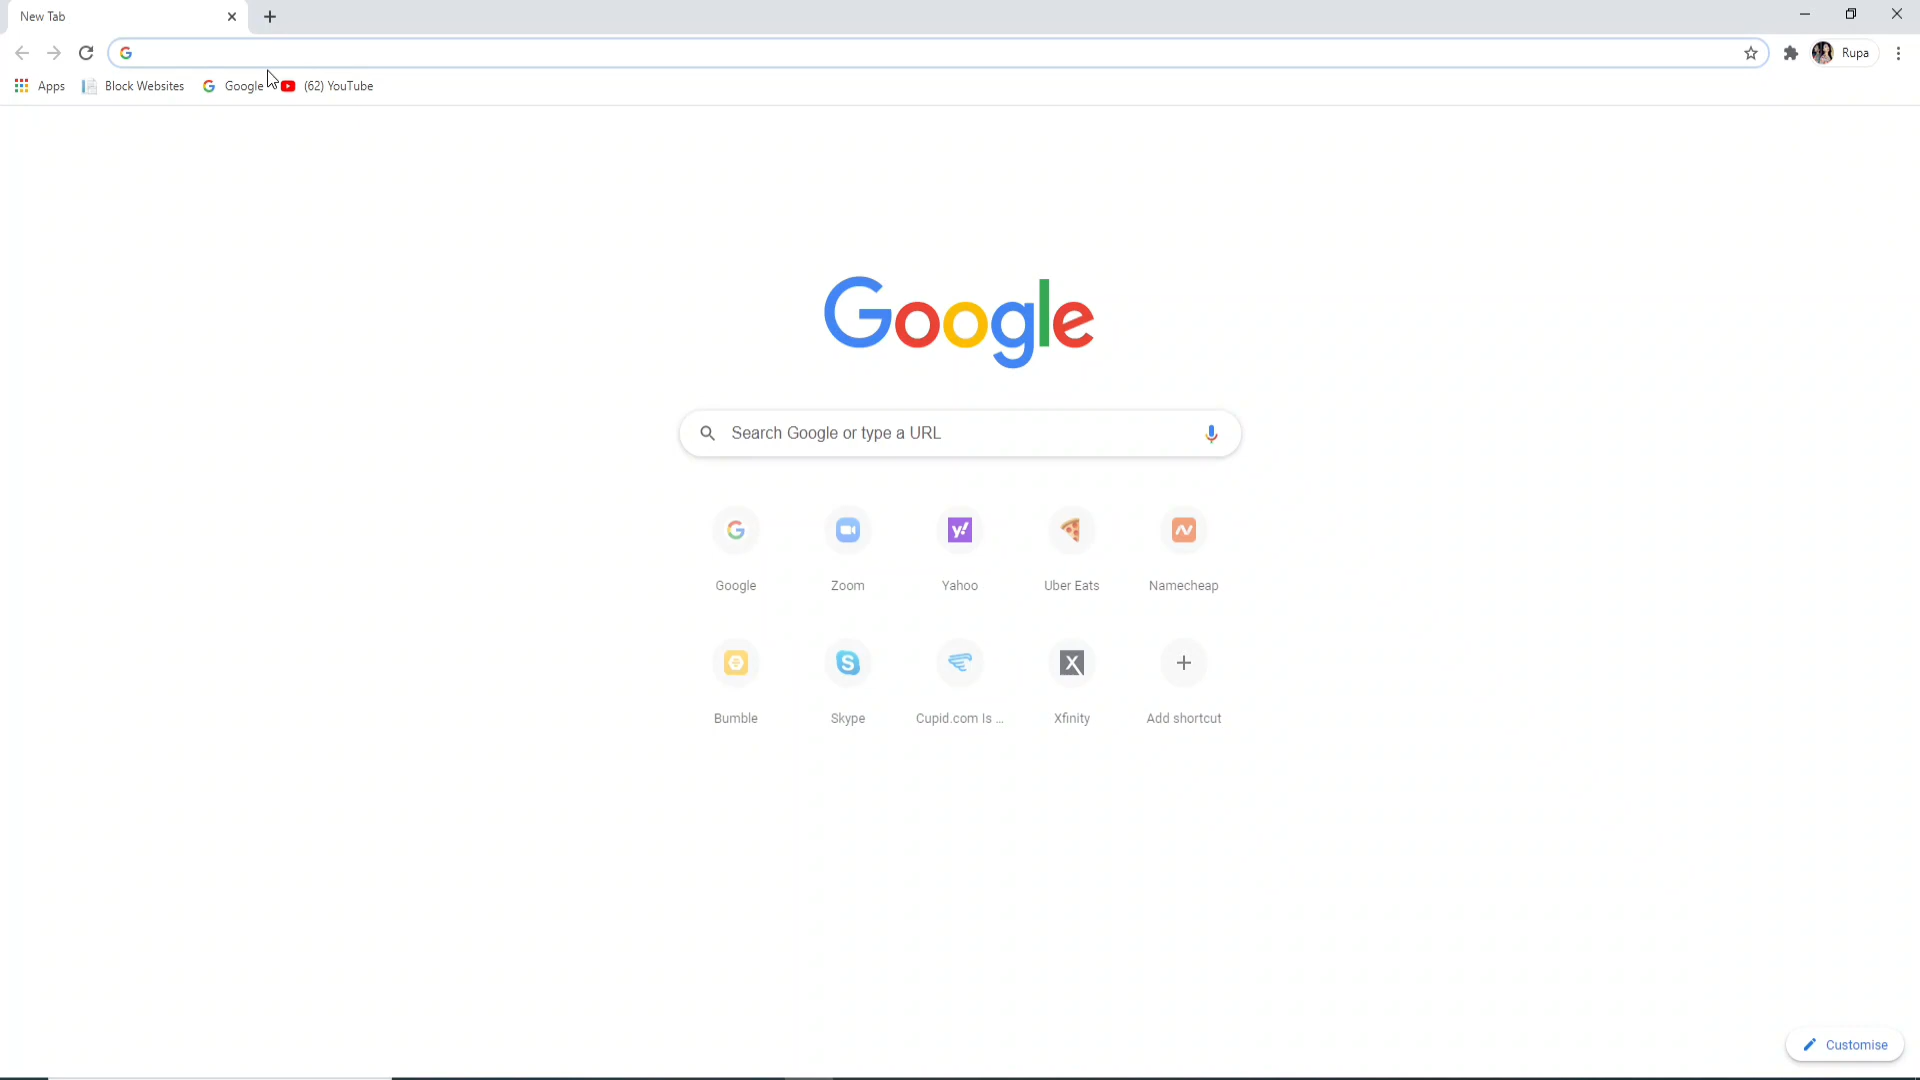 New Tab
Rupa
Apps Block Websites Google (62) YouTube
Google
Search Google or type a URL
Google Zoom Yahoo Uber Eats Namecheap
Bumble Skype Cupid.com Is ... Xfinity Add shortcut
Customise